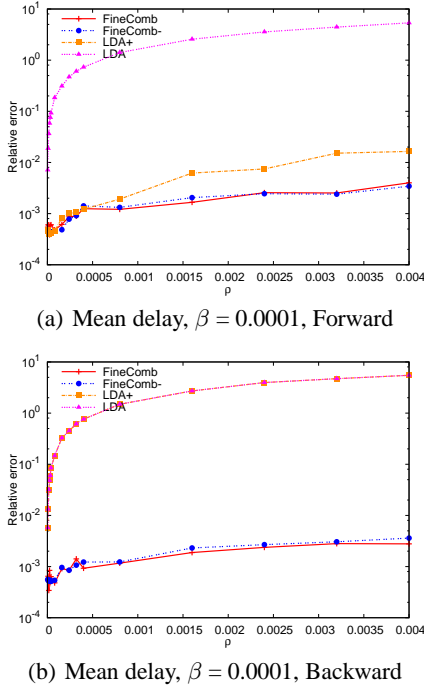 10^1
10^0
10^-1
10^-2
10^-3
10^-4
Relative error
FineComb
FineComb-
LDA+
LDA
0 0.0005 0.001 0.0015 0.002 0.0025 0.003 0.0035 0.004
ρ
(a) Mean delay, β = 0.0001, Forward
10^1
10^0
10^-1
10^-2
10^-3
10^-4
Relative error
FineComb
FineComb-
LDA+
LDA
0 0.0005 0.001 0.0015 0.002 0.0025 0.003 0.0035 0.004
ρ
(b) Mean delay, β = 0.0001, Backward